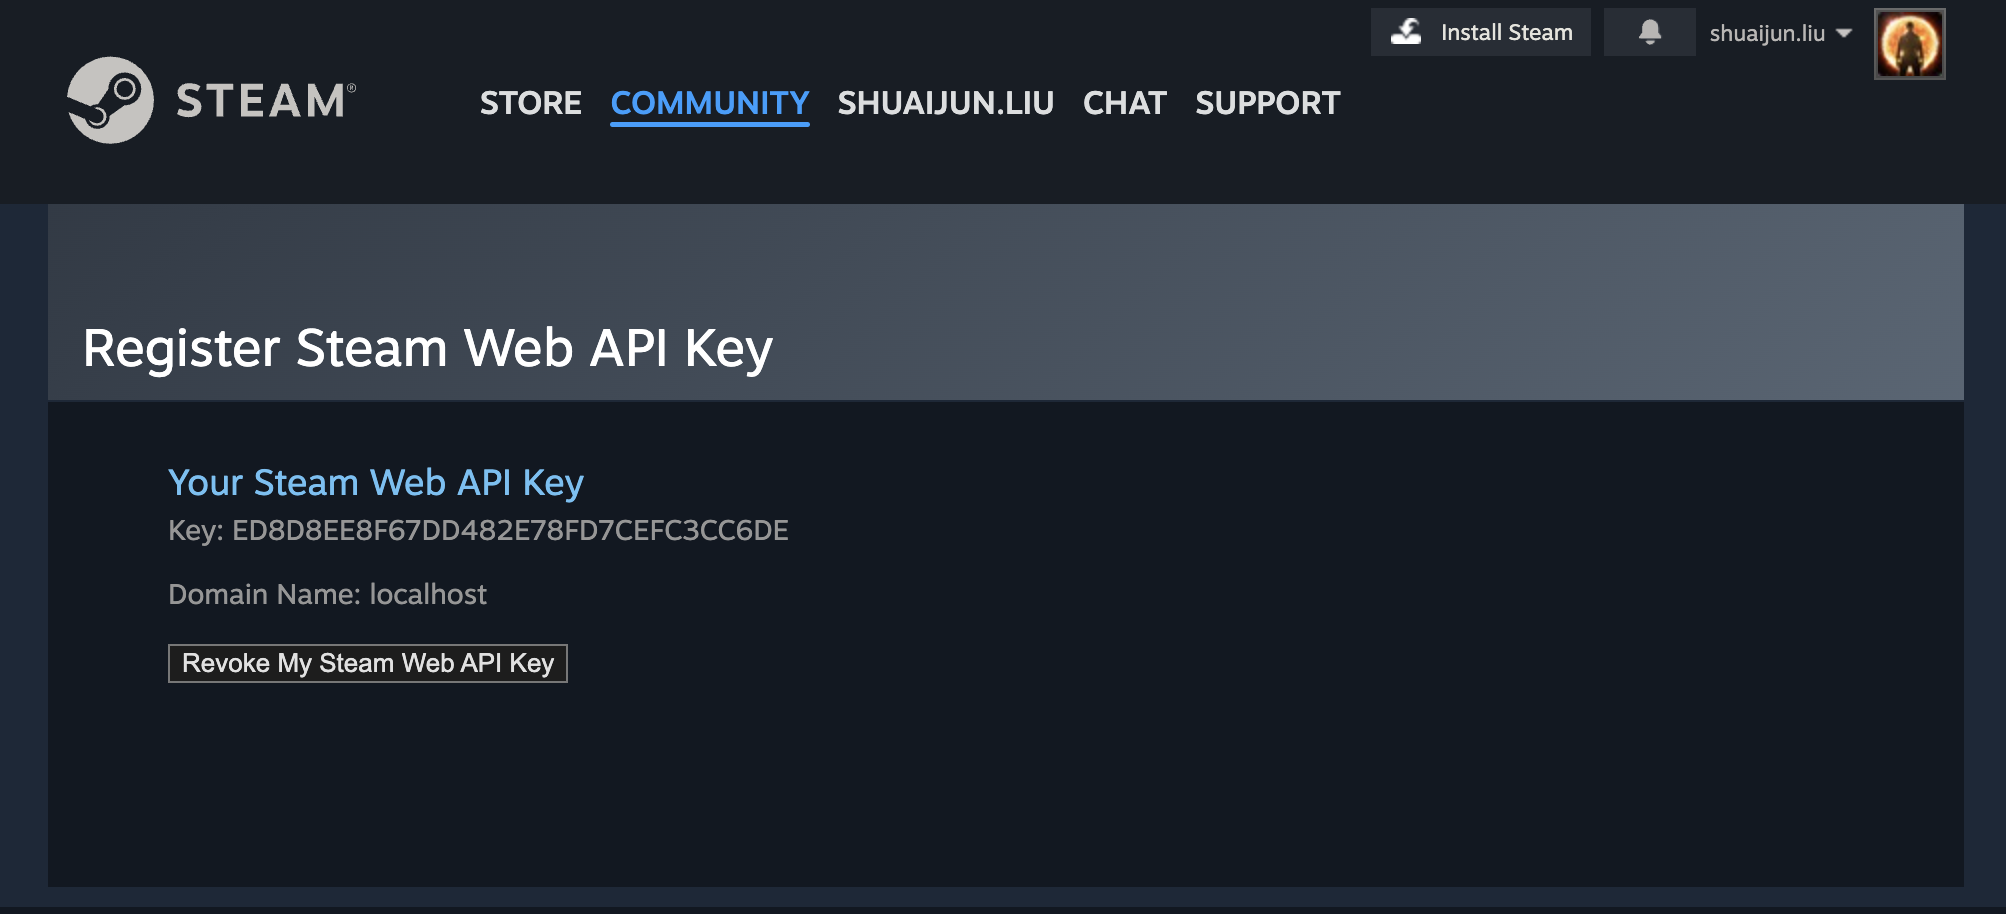 Install Steam
shuaijun.liu
STEAM®
STORE COMMUNITY SHUAIJUN.LIU CHAT SUPPORT
Register Steam Web API Key
Your Steam Web API Key
Key: ED8D8EE8F67DD482E78FD7CEFC3CC6DE
Domain Name: localhost
Revoke My Steam Web API Key